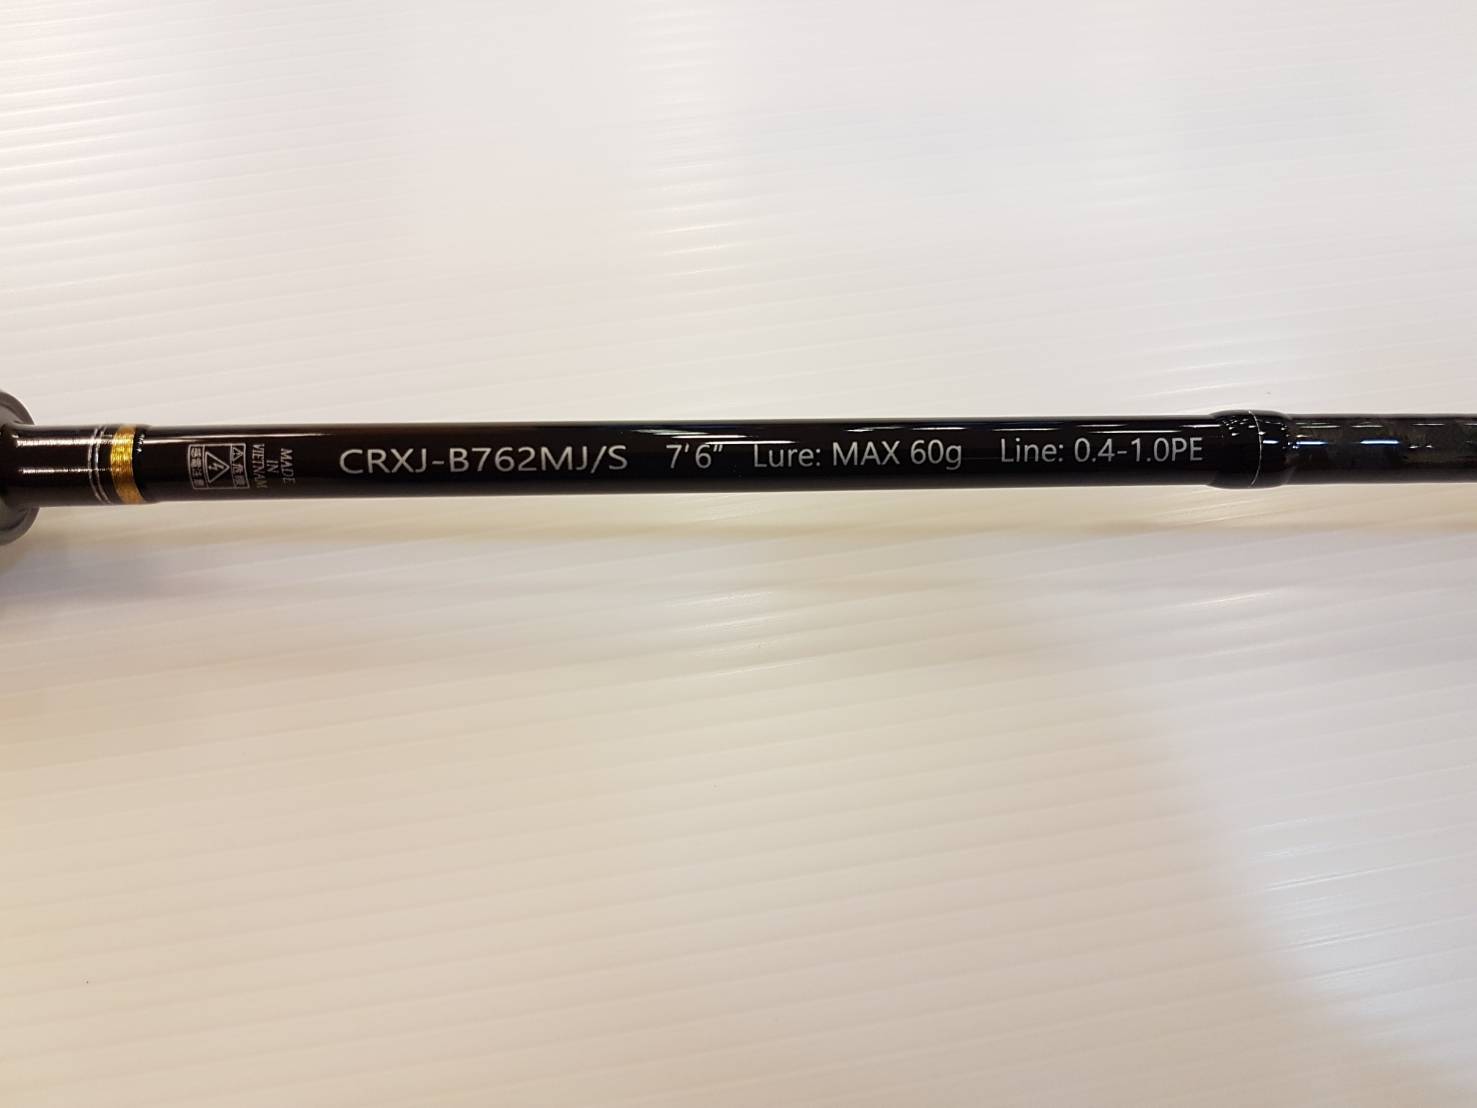 MADE
IN
VIETNAM
CRXJ-B762MJ/S 7'6" Lure: MAX 60g Line: 0.4-1.0PE